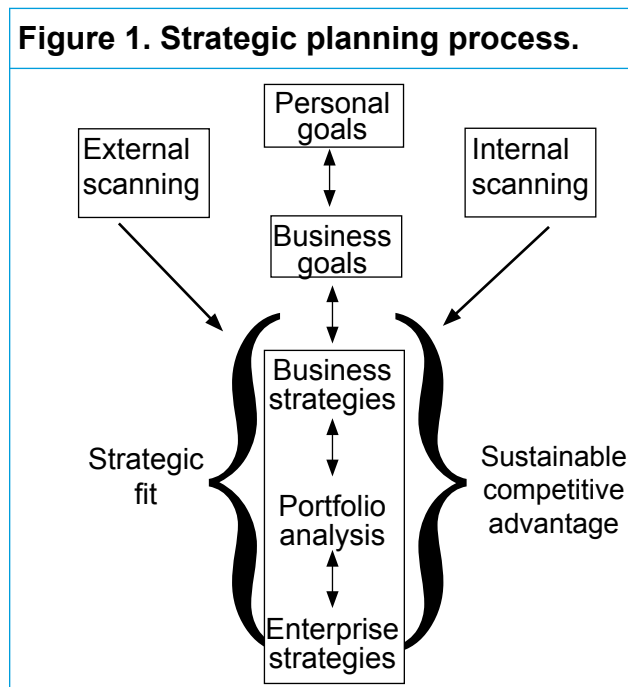 Figure 1. Strategic planning process.
Personal
goals
External
scanning
Internal
scanning
Business
goals
Business
strategies
Strategic
fit
Portfolio
analysis
Sustainable
competitive
advantage
Enterprise
strategies